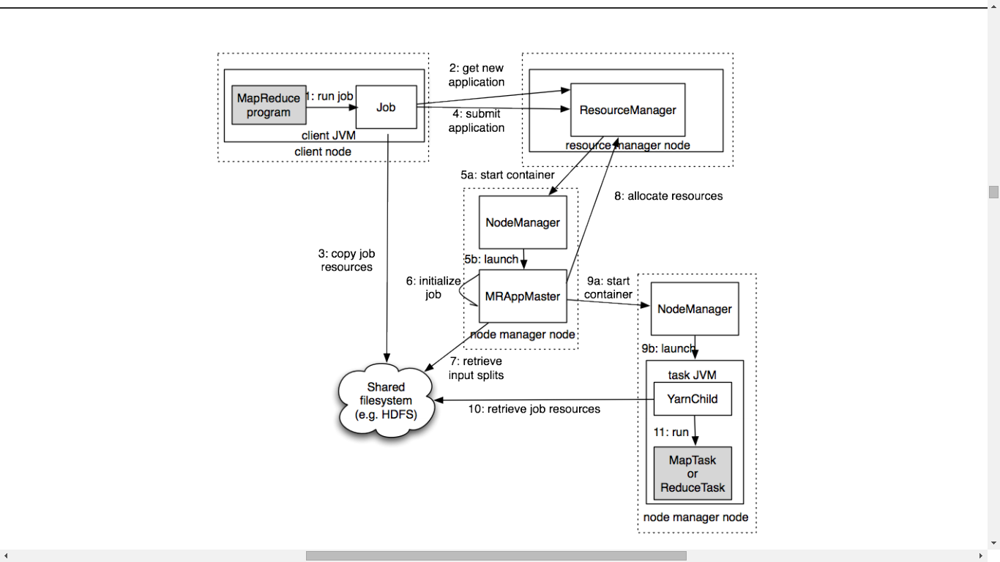 2: get new
application
MapReduce
program
1: run job
Job
4: submit
application
ResourceManager
client JVM
client node
resource manager node
5a: start container
8: allocate resources
NodeManager
3: copy job
resources
5b: launch
6: initialize
job
MRAppMaster
9a: start
container
NodeManager
node manager node
9b: launch
7: retrieve
input splits
task JVM
Shared
filesystem
(e.g. HDFS)
YarnChild
10: retrieve job resources
11: run
MapTask
or
ReduceTask
node manager node